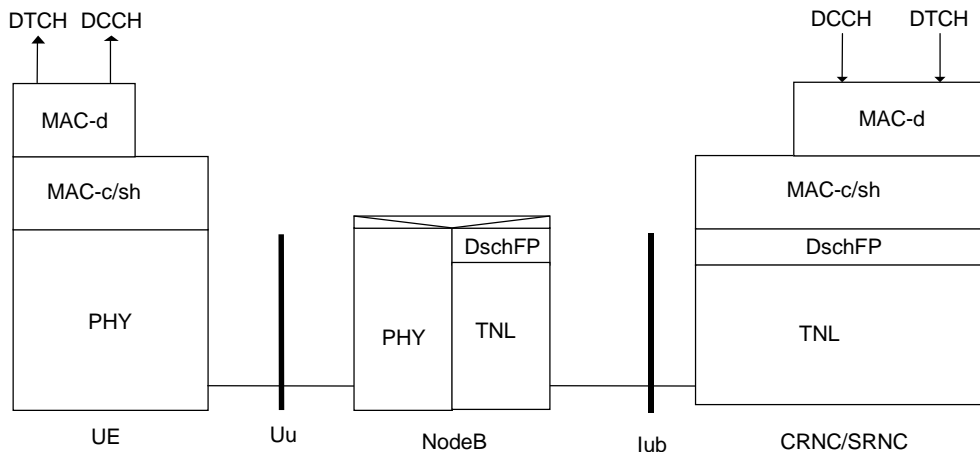 DTCH DCCH
DCCH DTCH
MAC-d
MAC-d
MAC-c/sh
MAC-c/sh
DschFP
DschFP
PHY
PHY
TNL
TNL
UE
Uu
NodeB
Iub
CRNC/SRNC